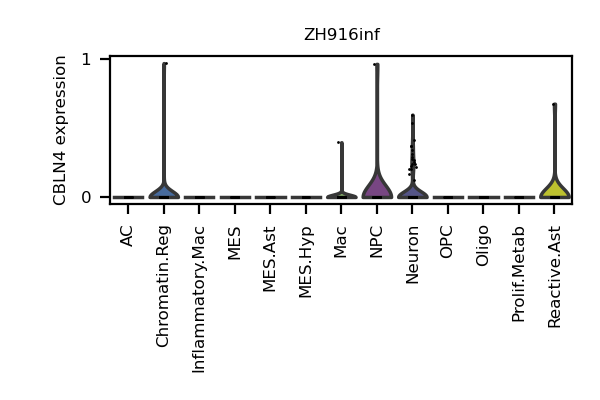 ZH916inf
CBLN4 expression
1
0
AC
Chromatin.Reg
Inflammatory.Mac
MES
MES.Ast
MES.Hyp
Mac
NPC
Neuron
OPC
Oligo
Prolif.Metab
Reactive.Ast